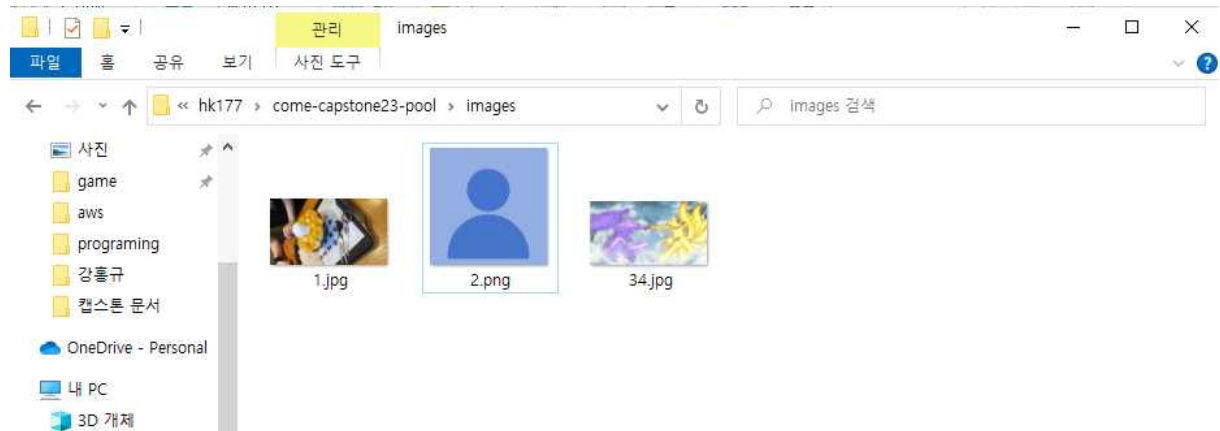 관리 images
파일 홈 공유 보기 사진 도구
« hk177 › come-capstone23-pool › images images 검색
사진
game
aws
programing
강홍규
캡스톤 문서
OneDrive - Personal
내 PC
3D 개체
1.jpg 2.png 34.jpg